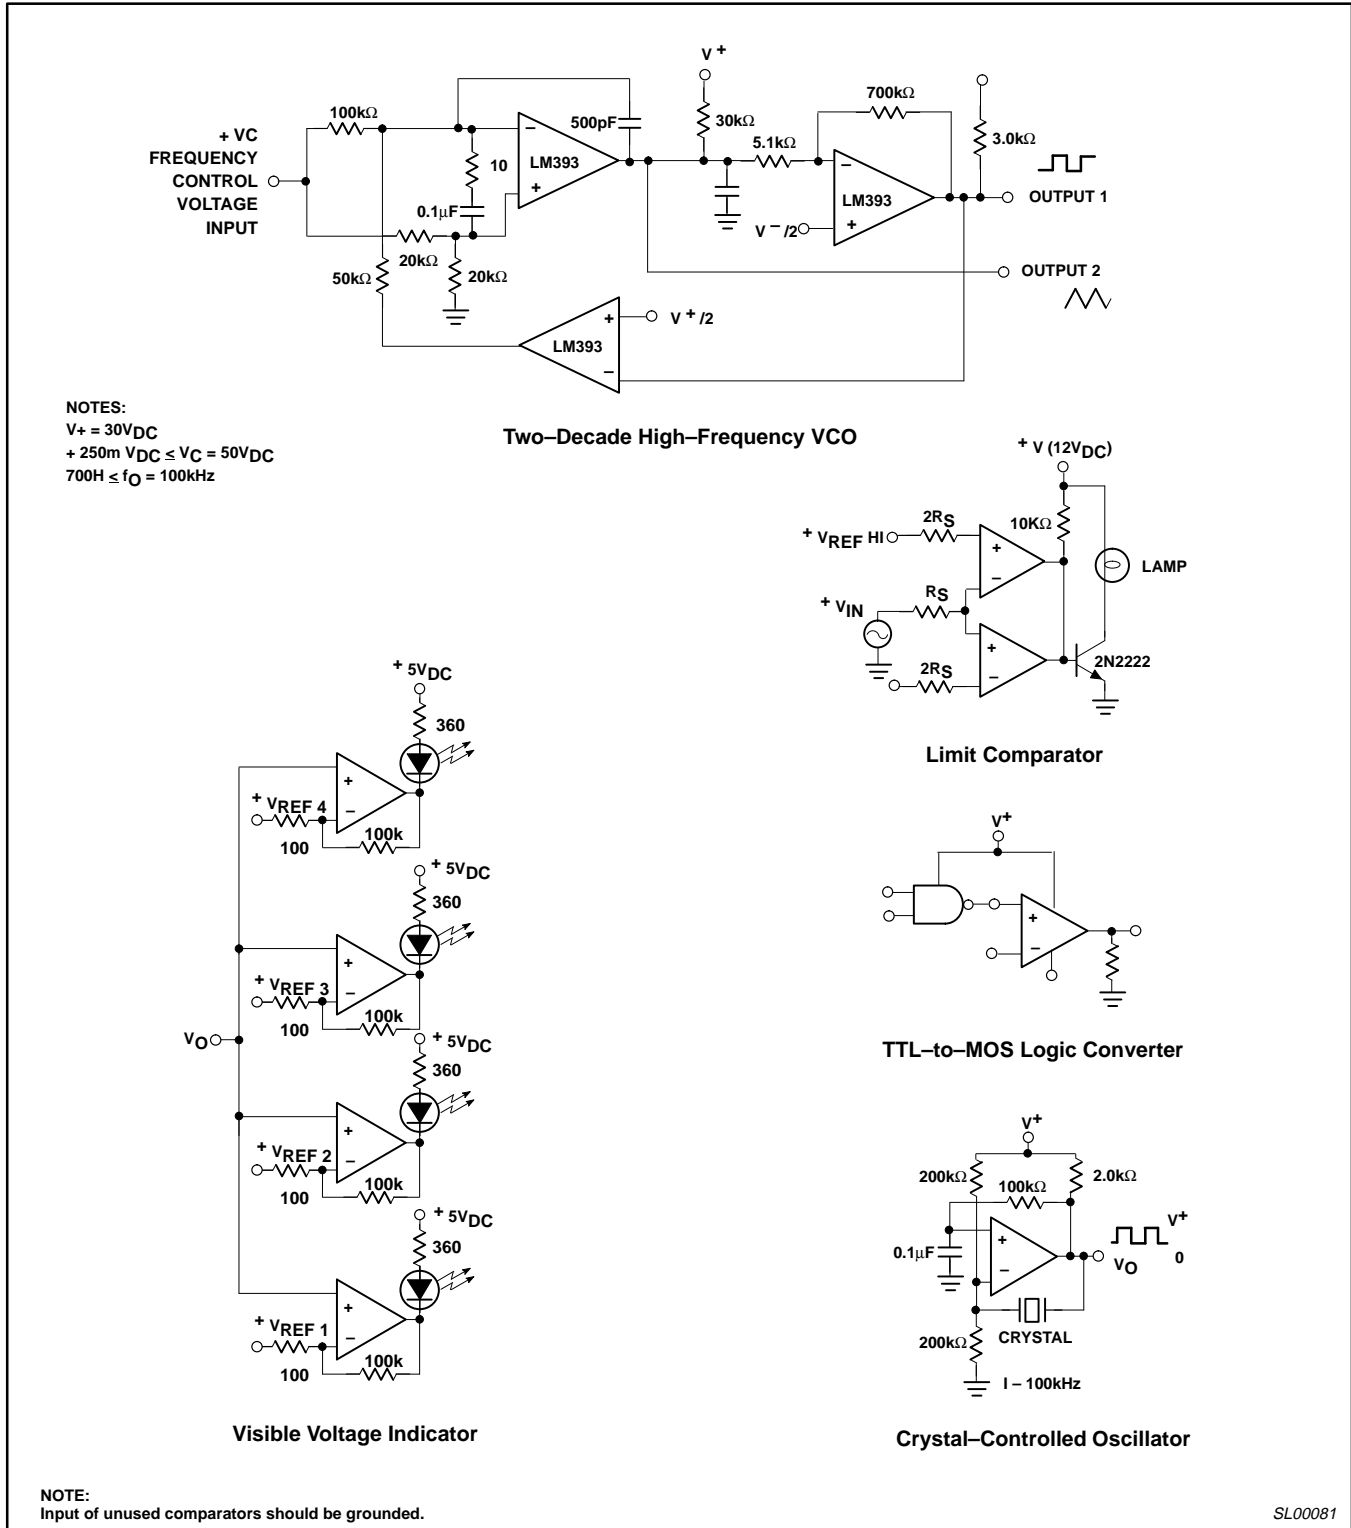 V+
100kΩ
500pF
30kΩ
700kΩ
3.0kΩ
+ VC
FREQUENCY
CONTROL
VOLTAGE
INPUT
10
0.1µF
−
+
LM393
5.1kΩ
−
+
LM393
V−/2
OUTPUT 1
20kΩ
20kΩ
50kΩ
OUTPUT 2
+
−
LM393
V+/2
NOTES:
V+ = 30VDC
+ 250m VDC ≤ VC = 50VDC
700H ≤ fO = 100kHz
Two–Decade High–Frequency VCO
+ V (12VDC)
10KΩ
+ VREF HI
2RS
+
−
LAMP
+ VIN
RS
+
−
2RS
2N2222
Limit Comparator
+ 5VDC
360
+
−
+ VREF 4
100
100k
+ 5VDC
360
+
−
+ VREF 3
100
100k
VO
+ 5VDC
360
+
−
+ VREF 2
100
100k
+ 5VDC
360
+
−
+ VREF 1
100
100k
Visible Voltage Indicator
V+
+
−
TTL–to–MOS Logic Converter
V+
200kΩ
100kΩ
2.0kΩ
+
−
0.1µF
VO
V+
0
CRYSTAL
200kΩ
I – 100kHz
Crystal–Controlled Oscillator
NOTE:
Input of unused comparators should be grounded.
SL00081